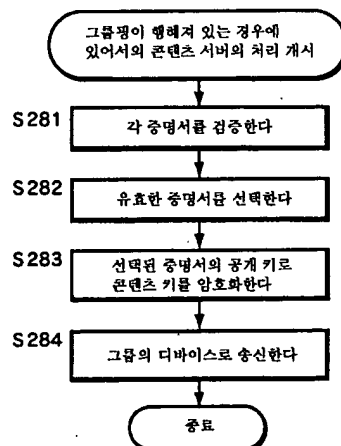 그룹핑이 행해져 있는 경우에
있어서의 콘텐츠 서버의 처리 개시
S281
각 증명서를 검증한다
S282
유효한 증명서를 선택한다
S283
선택된 증명서의 공개 키로
콘텐츠 키를 암호화한다
S284
그룹의 디바이스로 송신한다
종료